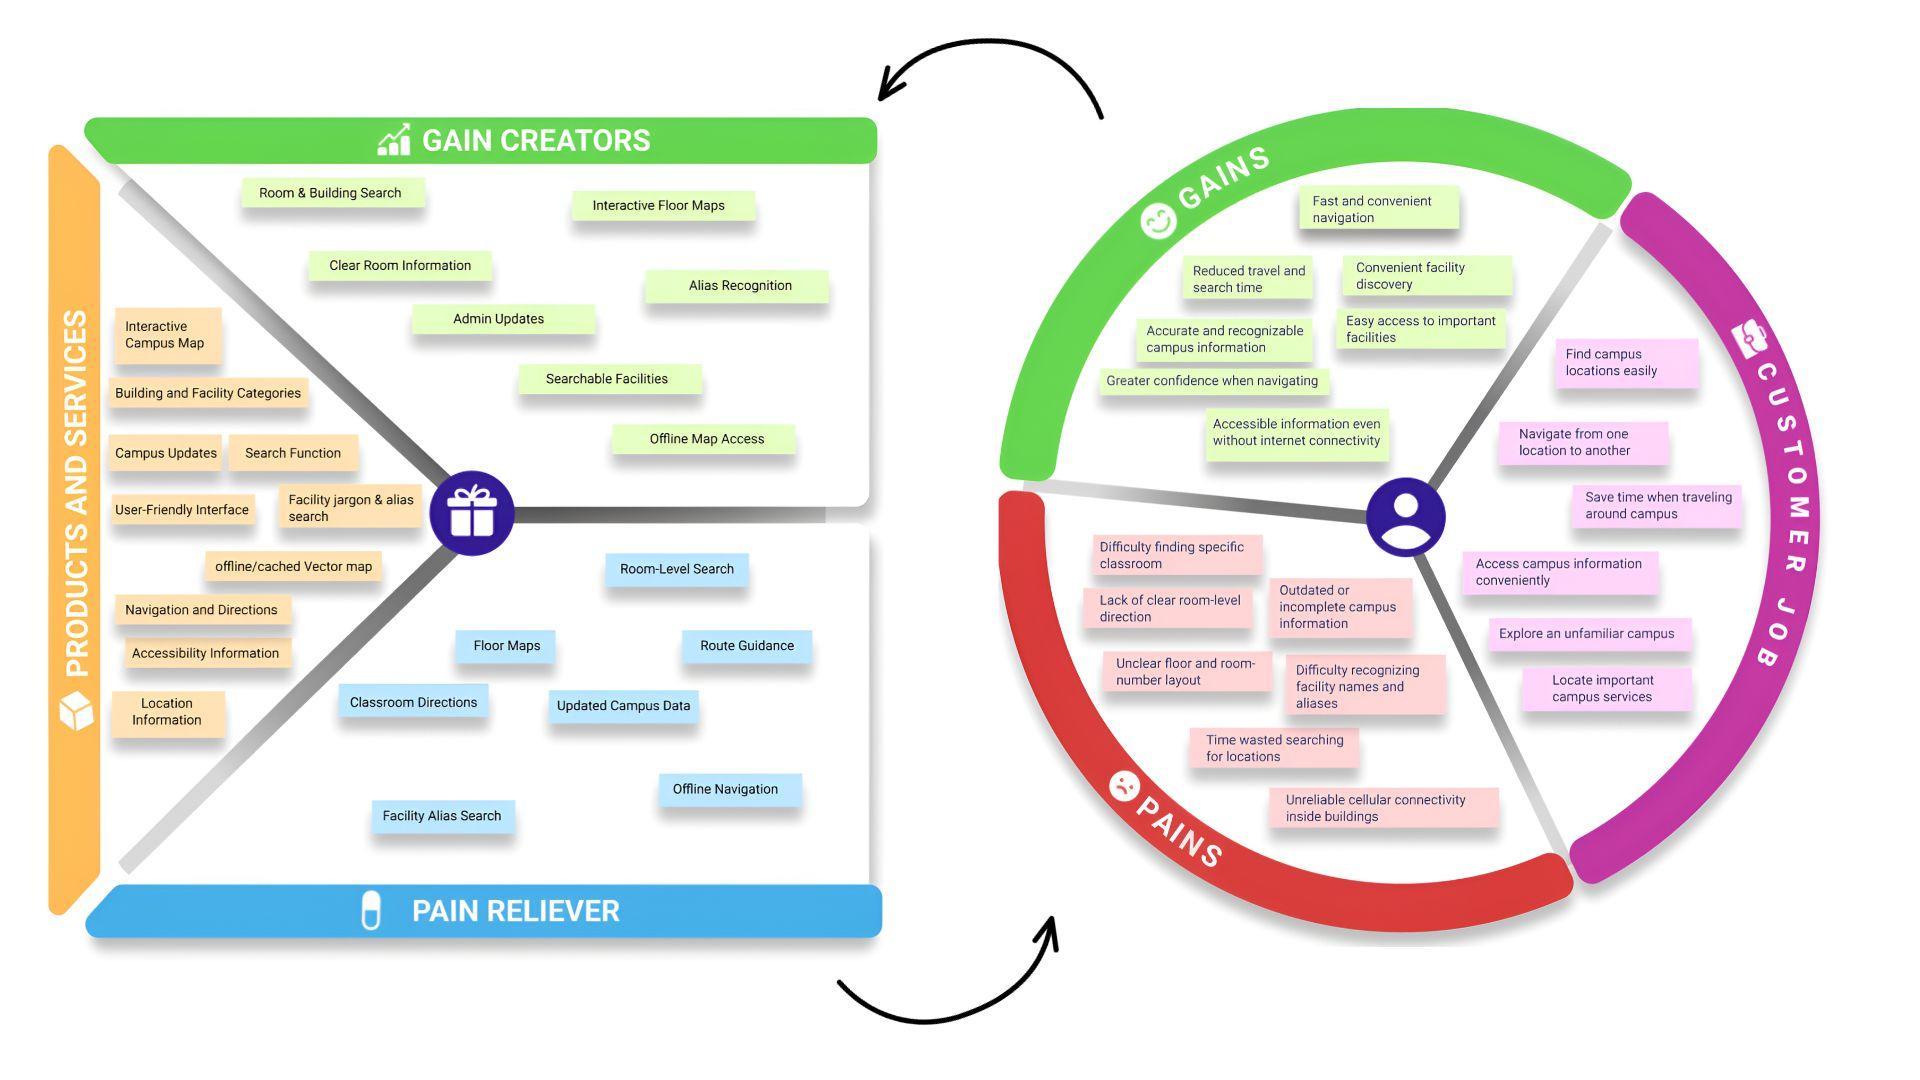 GAIN CREATORS
Room & Building Search
Interactive Floor Maps
Clear Room Information
Alias Recognition
Admin Updates
Searchable Facilities
Offline Map Access
PRODUCTS AND SERVICES
Interactive
Campus Map
Building and Facility Categories
Campus Updates
Search Function
User-Friendly Interface
Facility jargon & alias
search
offline/cached Vector map
Navigation and Directions
Accessibility Information
Location
Information
Room-Level Search
Floor Maps
Route Guidance
Classroom Directions
Updated Campus Data
Offline Navigation
Facility Alias Search
PAIN RELIEVER
GAINS
Fast and convenient
navigation
Reduced travel and
search time
Convenient facility
discovery
Accurate and recognizable
campus information
Easy access to important
facilities
Greater confidence when navigating
Accessible information even
without internet connectivity
CUSTOMER JOB
Find campus
locations easily
Navigate from one
location to another
Save time when traveling
around campus
Access campus information
conveniently
Explore an unfamiliar campus
Locate important
campus services
Difficulty finding specific
classroom
Lack of clear room-level
direction
Outdated or
incomplete campus
information
Unclear floor and room-
number layout
Difficulty recognizing
facility names and
aliases
Time wasted searching
for locations
Unreliable cellular connectivity
inside buildings
PAINS